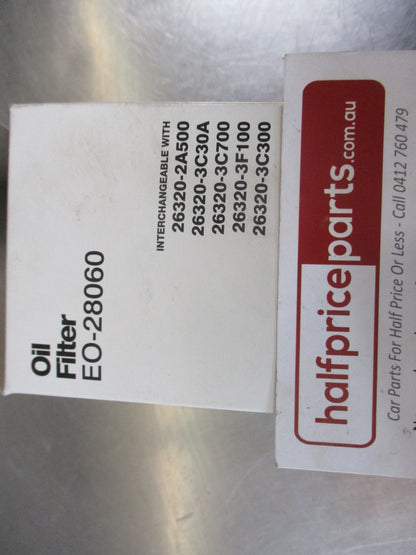 Oil
Filter
EO-28060
INTERCHANGEABLE WITH
26320-2A500
26320-3C30A
26320-3C700
26320-3F100
26320-3C300
halfpriceparts.com.au
Car Parts For Half Price Or Less - Call 0412 760 479